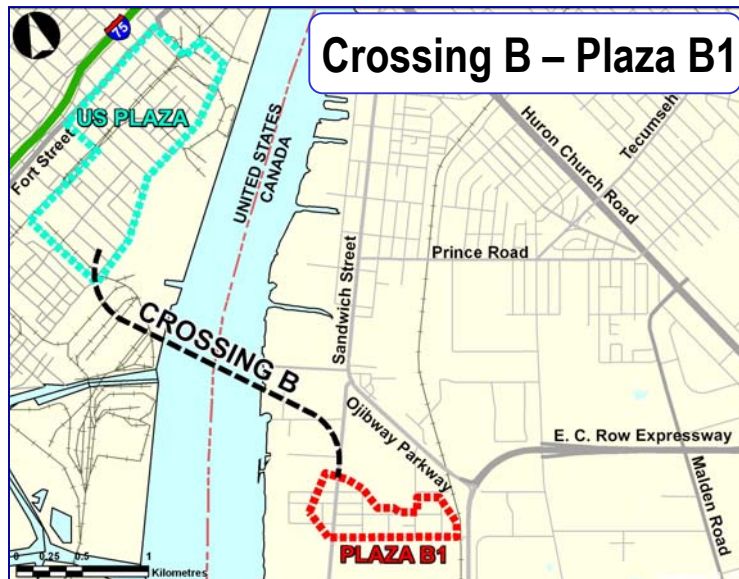 Crossing B – Plaza B1
75
US PLAZA
Fort Street
UNITED STATES
CANADA
Huron Church Road
Tecumseh
Prince Road
Sandwich Street
CROSSING B
Ojibway Parkway
E. C. Row Expressway
Malden Road
PLAZA B1
0 0.25 0.5 1
Kilometres